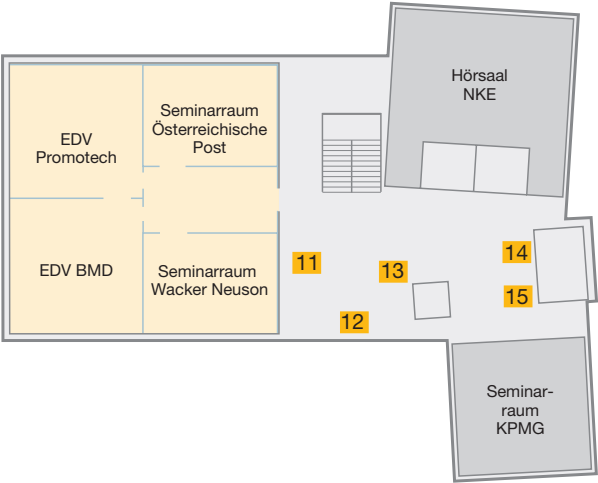 Hörsaal
NKE
Seminarraum
Österreichische
Post
EDV
Promotech
EDV BMD
Seminarraum
Wacker Neuson
11
12
13
14
15
Seminar-
raum
KPMG